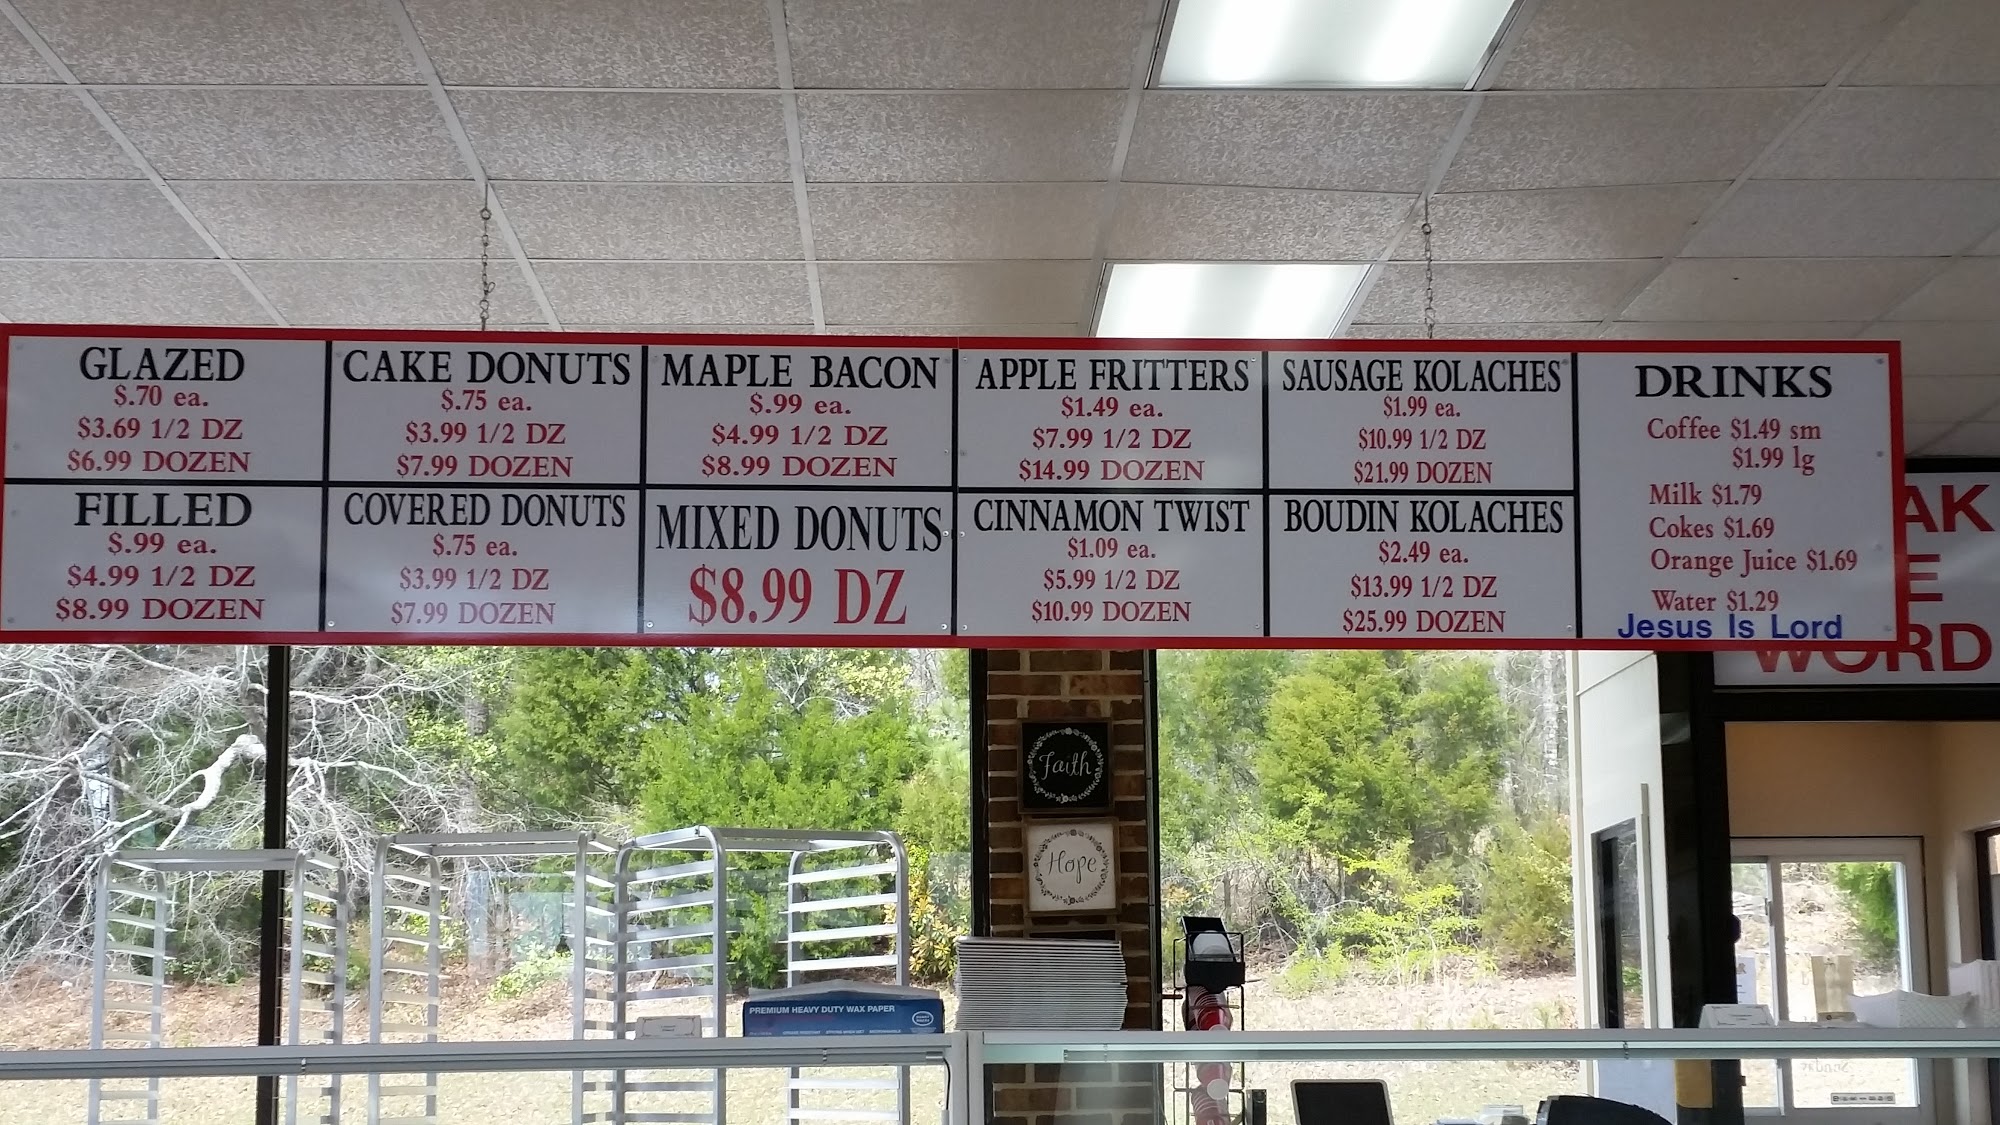 GLAZED
$.70 ea.
$3.69 1/2 DZ
$6.99 DOZEN
CAKE DONUTS
$.75 ea.
$3.99 1/2 DZ
$7.99 DOZEN
MAPLE BACON
$.99 ea.
$4.99 1/2 DZ
$8.99 DOZEN
APPLE FRITTERS
$1.49 ea.
$7.99 1/2 DZ
$14.99 DOZEN
SAUSAGE KOLACHES
$1.99 ea.
$10.99 1/2 DZ
$21.99 DOZEN
FILLED
$.99 ea.
$4.99 1/2 DZ
$8.99 DOZEN
COVERED DONUTS
$.75 ea.
$3.99 1/2 DZ
$7.99 DOZEN
MIXED DONUTS
$8.99 DZ
CINNAMON TWIST
$1.09 ea.
$5.99 1/2 DZ
$10.99 DOZEN
BOUDIN KOLACHES
$2.49 ea.
$13.99 1/2 DZ
$25.99 DOZEN
DRINKS
Coffee $1.49 sm
$1.99 lg
Milk $1.79
Cokes $1.69
Orange Juice $1.69
Water $1.29
Jesus Is Lord
AK
E
WORD
Faith
Hope
PREMIUM HEAVY DUTY WAX PAPER